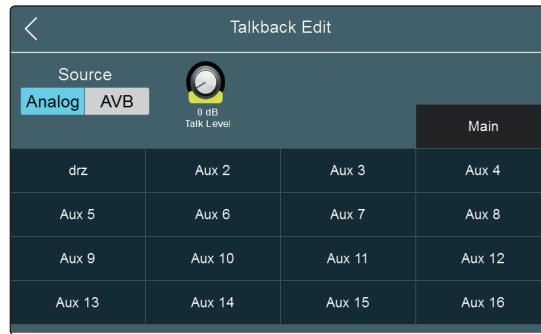 Talkback Edit
Source
Analog AVB
0 dB
Talk Level
Main
drz Aux 2 Aux 3 Aux 4
Aux 5 Aux 6 Aux 7 Aux 8
Aux 9 Aux 10 Aux 11 Aux 12
Aux 13 Aux 14 Aux 15 Aux 16